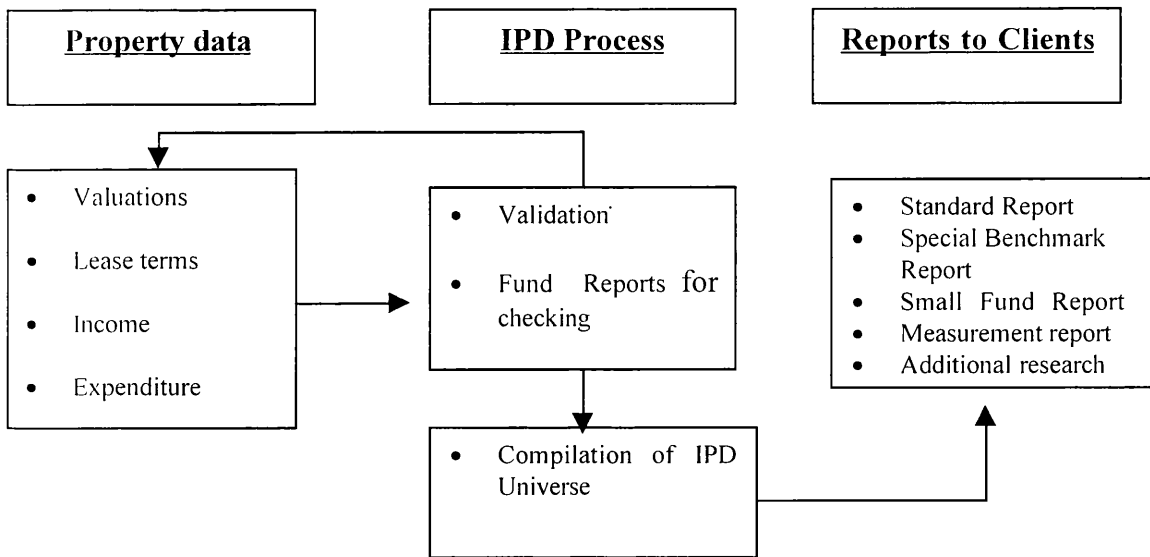 Property data
IPD Process
Reports to Clients
• Valuations
• Lease terms
• Income
• Expenditure
• Validation
• Fund Reports for
checking
• Compilation of IPD
Universe
• Standard Report
• Special Benchmark
Report
• Small Fund Report
• Measurement report
• Additional research